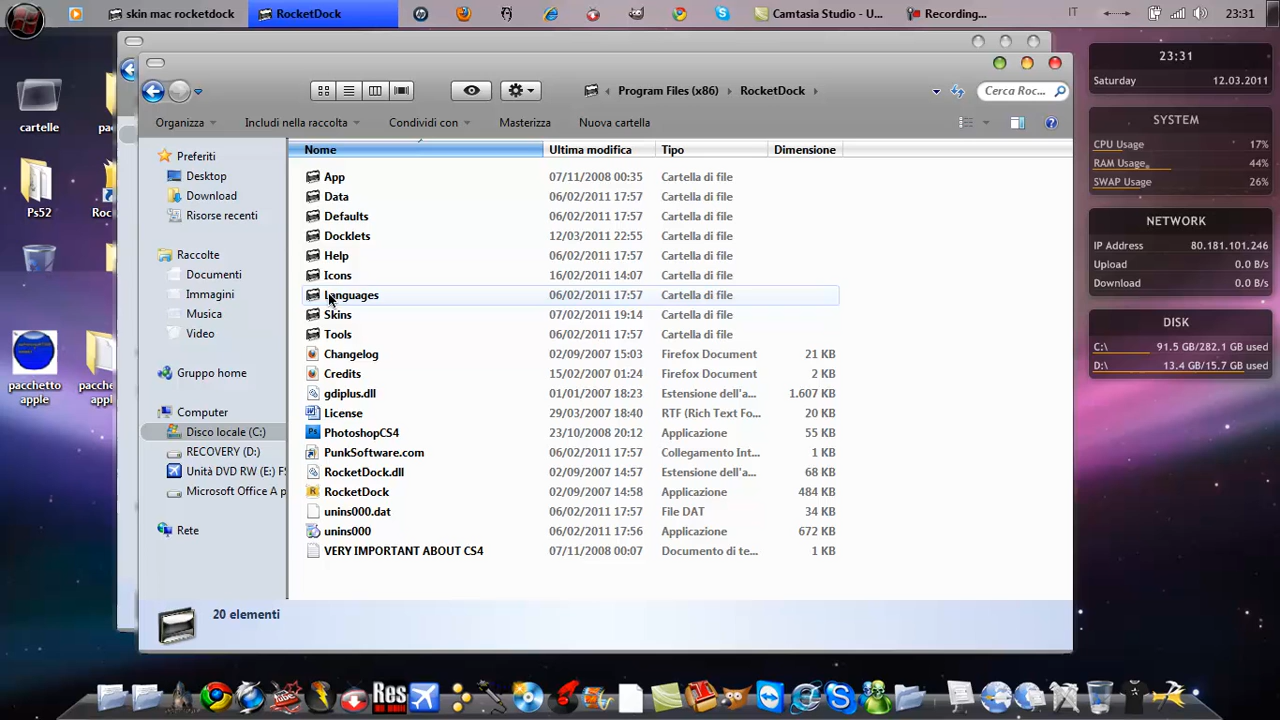 skin mac rocketdock
RocketDock
Camtasia Studio - U...
Recording...
IT
23:31
cartelle
Ps52
pacchetto
apple
Program Files (x86)
RocketDock
Cerca Roc...
Organizza
Includi nella raccolta
Condividi con
Masterizza
Nuova cartella
Preferiti
Desktop
Download
Risorse recenti
Raccolte
Documenti
Immagini
Musica
Video
Gruppo home
Computer
Disco locale (C:)
RECOVERY (D:)
Unità DVD RW (E:) FS
Microsoft Office A p
Rete
Nome Ultima modifica Tipo Dimensione
App 07/11/2008 00:35 Cartella di file
Data 06/02/2011 17:57 Cartella di file
Defaults 06/02/2011 17:57 Cartella di file
Docklets 12/03/2011 22:55 Cartella di file
Help 06/02/2011 17:57 Cartella di file
Icons 16/02/2011 14:07 Cartella di file
Languages 06/02/2011 17:57 Cartella di file
Skins 07/02/2011 19:14 Cartella di file
Tools 06/02/2011 17:57 Cartella di file
Changelog 02/09/2007 15:03 Firefox Document 21 KB
Credits 15/02/2007 01:24 Firefox Document 2 KB
gdiplus.dll 01/01/2007 18:23 Estensione dell'a... 1.607 KB
License 29/03/2007 18:40 RTF (Rich Text Fo... 20 KB
PhotoshopCS4 23/10/2008 20:12 Applicazione 55 KB
PunkSoftware.com 06/02/2011 17:57 Collegamento Int... 1 KB
RocketDock.dll 02/09/2007 14:57 Estensione dell'a... 68 KB
RocketDock 02/09/2007 14:58 Applicazione 484 KB
unins000.dat 06/02/2011 17:57 File DAT 34 KB
unins000 06/02/2011 17:56 Applicazione 672 KB
VERY IMPORTANT ABOUT CS4 07/11/2008 00:07 Documento di te... 1 KB
20 elementi
23:31
Saturday 12.03.2011
SYSTEM
CPU Usage 17%
RAM Usage 44%
SWAP Usage 26%
NETWORK
IP Address 80.181.101.246
Upload 0.0 B/s
Download 0.0 B/s
DISK
C:\ 91.5 GB/282.1 GB used
D:\ 13.4 GB/15.7 GB used
Res